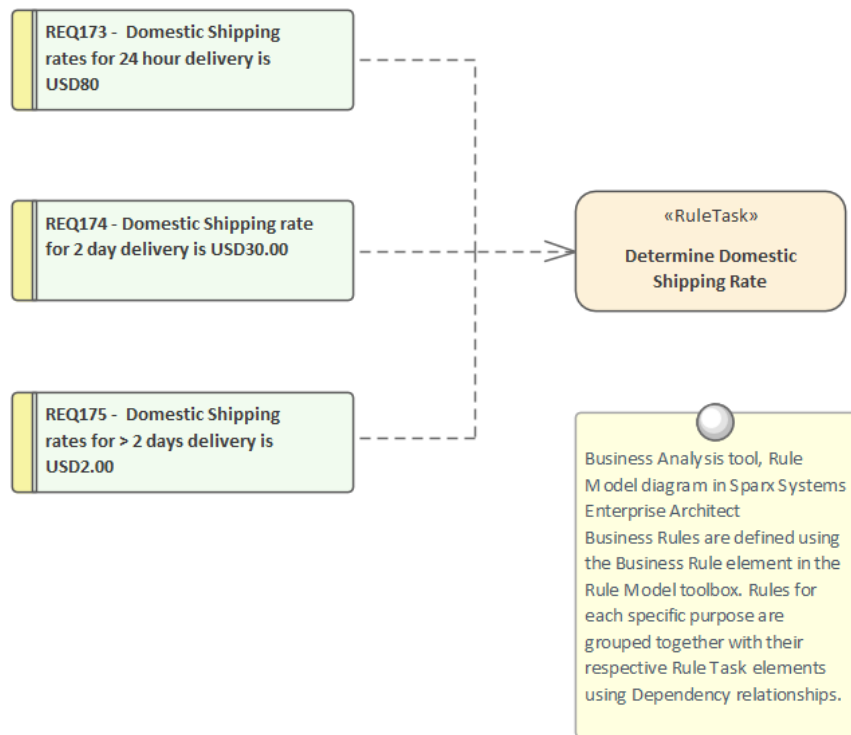 REQ173 -  Domestic Shipping
rates for 24 hour delivery is
USD80
REQ174 - Domestic Shipping rate
for 2 day delivery is USD30.00
REQ175 -  Domestic Shipping
rates for > 2 days delivery is
USD2.00
«RuleTask»
Determine Domestic
Shipping Rate
Business Analysis tool, Rule
Model diagram in Sparx Systems
Enterprise Architect
Business Rules are defined using
the Business Rule element in the
Rule Model toolbox. Rules for
each specific purpose are
grouped together with their
respective Rule Task elements
using Dependency relationships.